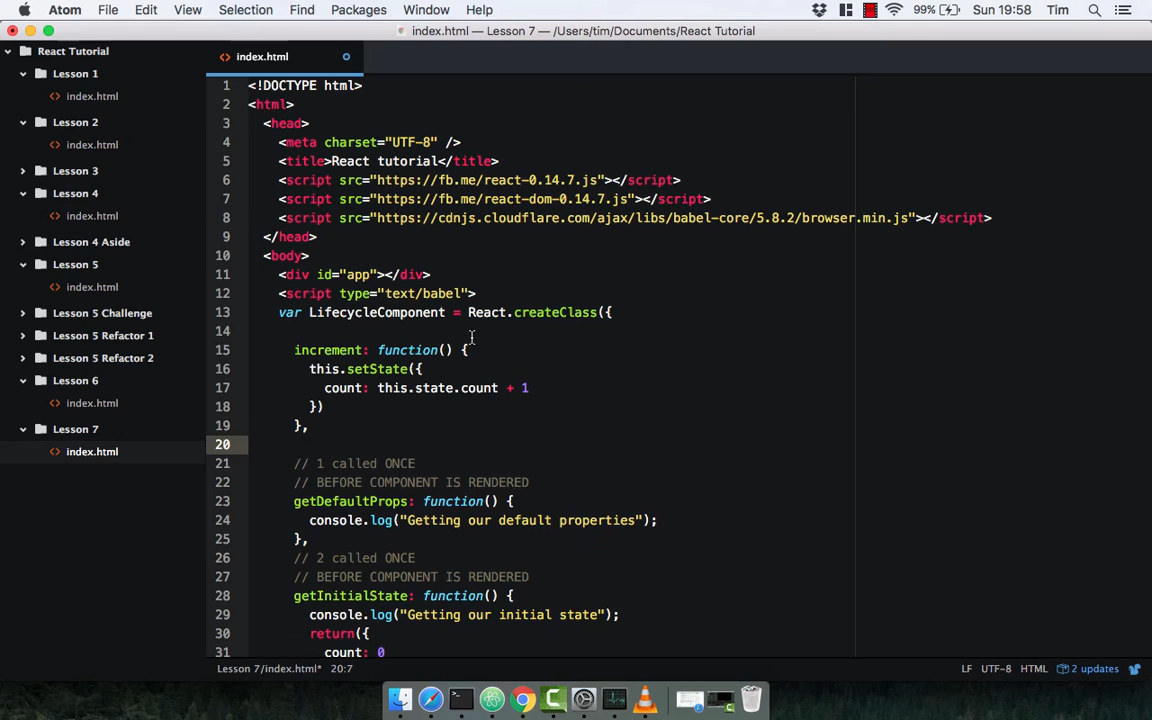 Atom File Edit View Selection Find Packages Window Help 99% Sun 19:58 Tim
index.html — Lesson 7 — /Users/tim/Documents/React Tutorial
React Tutorial
Lesson 1
index.html
Lesson 2
index.html
Lesson 3
Lesson 4
index.html
Lesson 4 Aside
Lesson 5
index.html
Lesson 5 Challenge
Lesson 5 Refactor 1
Lesson 5 Refactor 2
Lesson 6
index.html
Lesson 7
index.html
index.html
1 <!DOCTYPE html>
2 <html>
3 <head>
4 <meta charset="UTF-8" />
5 <title>React tutorial</title>
6 <script src="https://fb.me/react-0.14.7.js"></script>
7 <script src="https://fb.me/react-dom-0.14.7.js"></script>
8 <script src="https://cdnjs.cloudflare.com/ajax/libs/babel-core/5.8.2/browser.min.js"></script>
9 </head>
10 <body>
11 <div id="app"></div>
12 <script type="text/babel">
13 var LifecycleComponent = React.createClass({
14
15 increment: function() {
16 this.setState({
17 count: this.state.count + 1
18 })
19 },
20
21 // 1 called ONCE
22 // BEFORE COMPONENT IS RENDERED
23 getDefaultProps: function() {
24 console.log("Getting our default properties");
25 },
26 // 2 called ONCE
27 // BEFORE COMPONENT IS RENDERED
28 getInitialState: function() {
29 console.log("Getting our initial state");
30 return({
31 count: 0
Lesson 7/index.html* 20:7 LF UTF-8 HTML 2 updates